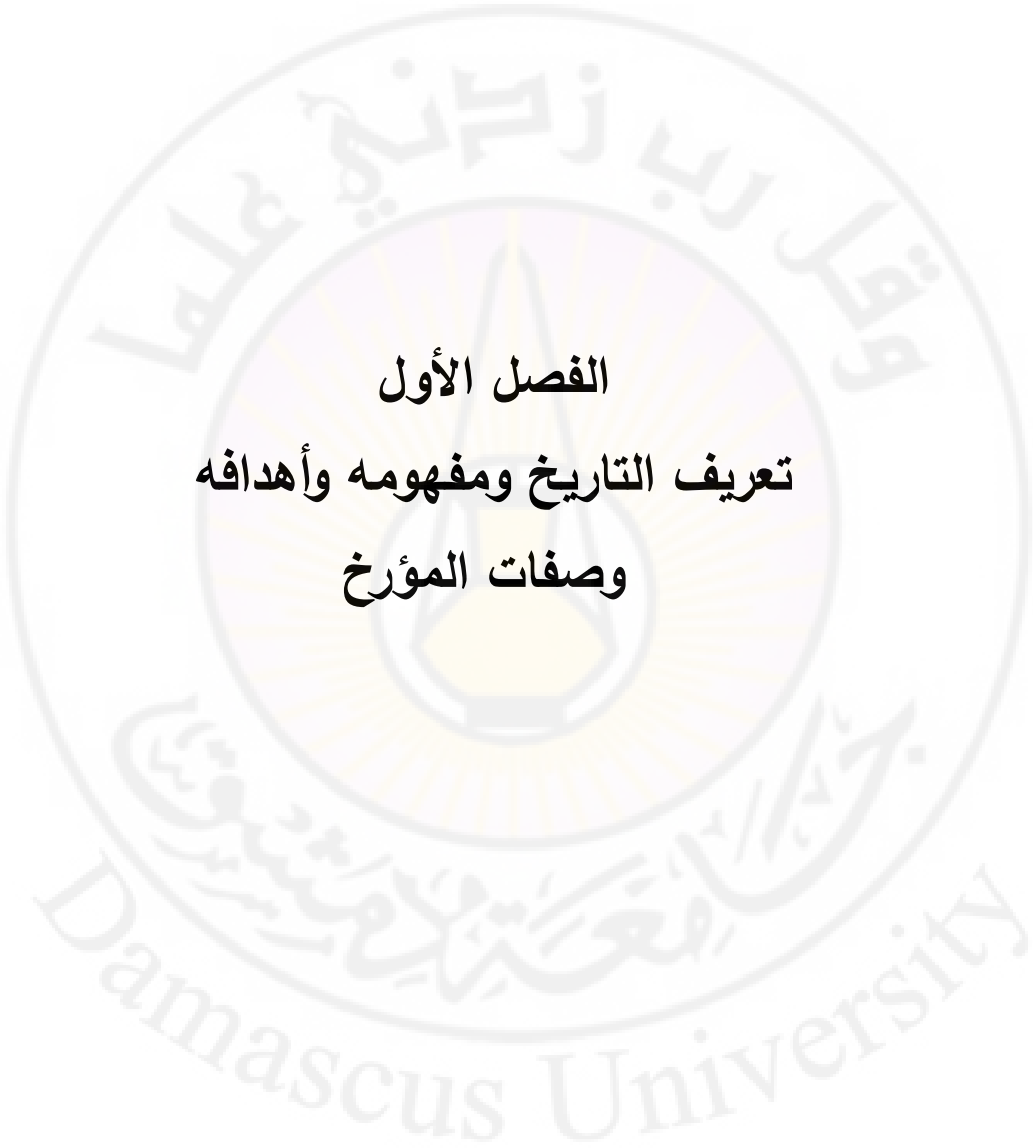 وقل رب زدني علما
الفصل الأول
تعريف التاريخ ومفهومه وأهدافه
وصفات المؤرخ
جامعة دمشق
Damascus University